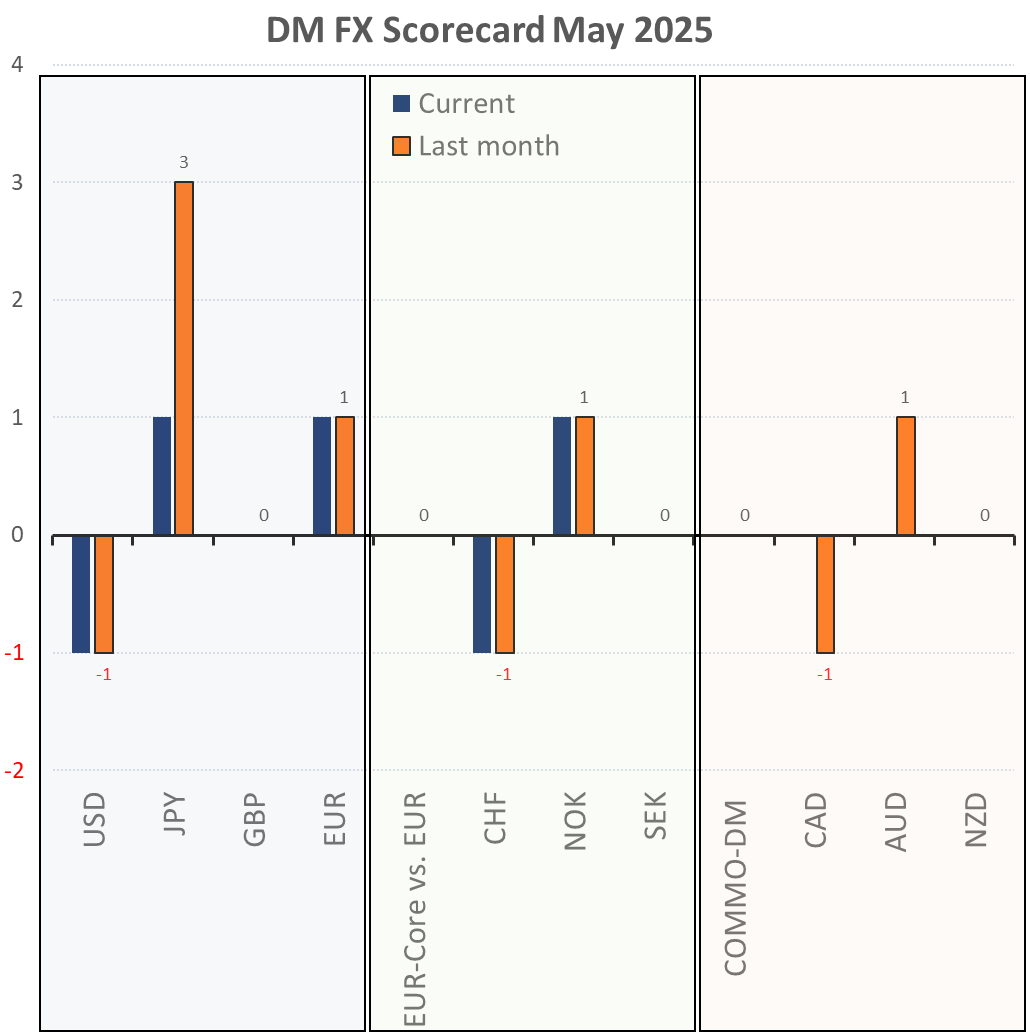 DM FX Scorecard May 2025
4
3
2
1
0
-1
-2
Current
Last month
-1
3
0
1
0
-1
1
0
0
-1
1
0
USD
JPY
GBP
EUR
EUR-Core vs. EUR
CHF
NOK
SEK
COMMO-DM
CAD
AUD
NZD